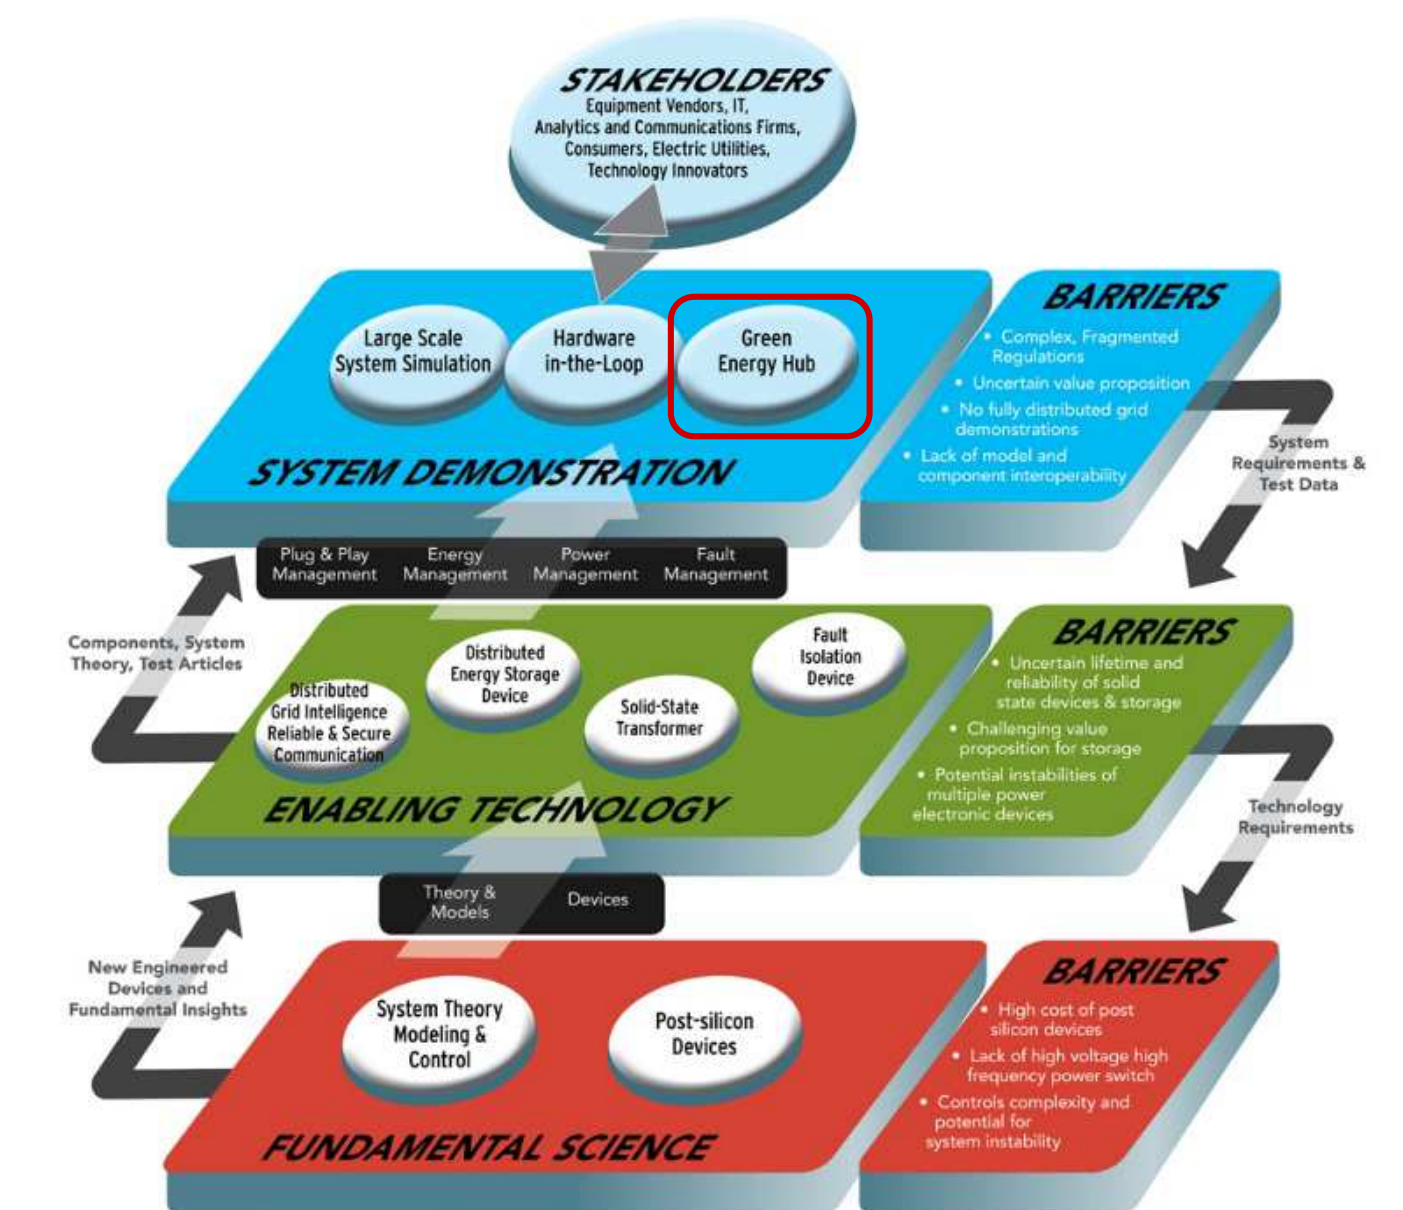 STAKEHOLDERS
Equipment Vendors, IT,
Analytics and Communications Firms,
Consumers, Electric Utilities,
Technology Innovators
Large Scale
System Simulation
Hardware
in-the-Loop
Green
Energy Hub
SYSTEM DEMONSTRATION
BARRIERS
• Complex, Fragmented
Regulations
• Uncertain value proposition
• No fully distributed grid
demonstrations
• Lack of model and
component interoperability
System
Requirements &
Test Data
Plug & Play
Management
Energy
Management
Power
Management
Fault
Management
Components, System
Theory, Test Articles
Distributed
Grid Intelligence
Reliable & Secure
Communication
Distributed
Energy Storage
Device
Solid-State
Transformer
Fault
Isolation
Device
ENABLING TECHNOLOGY
BARRIERS
• Uncertain lifetime and
reliability of solid
state devices & storage
• Challenging value
proposition for storage
• Potential instabilities of
multiple power
electronic devices
Technology
Requirements
Theory &
Models
Devices
New Engineered
Devices and
Fundamental Insights
System Theory
Modeling &
Control
Post-silicon
Devices
FUNDAMENTAL SCIENCE
BARRIERS
• High cost of post
silicon devices
• Lack of high voltage high
frequency power switch
• Controls complexity and
potential for
system instability